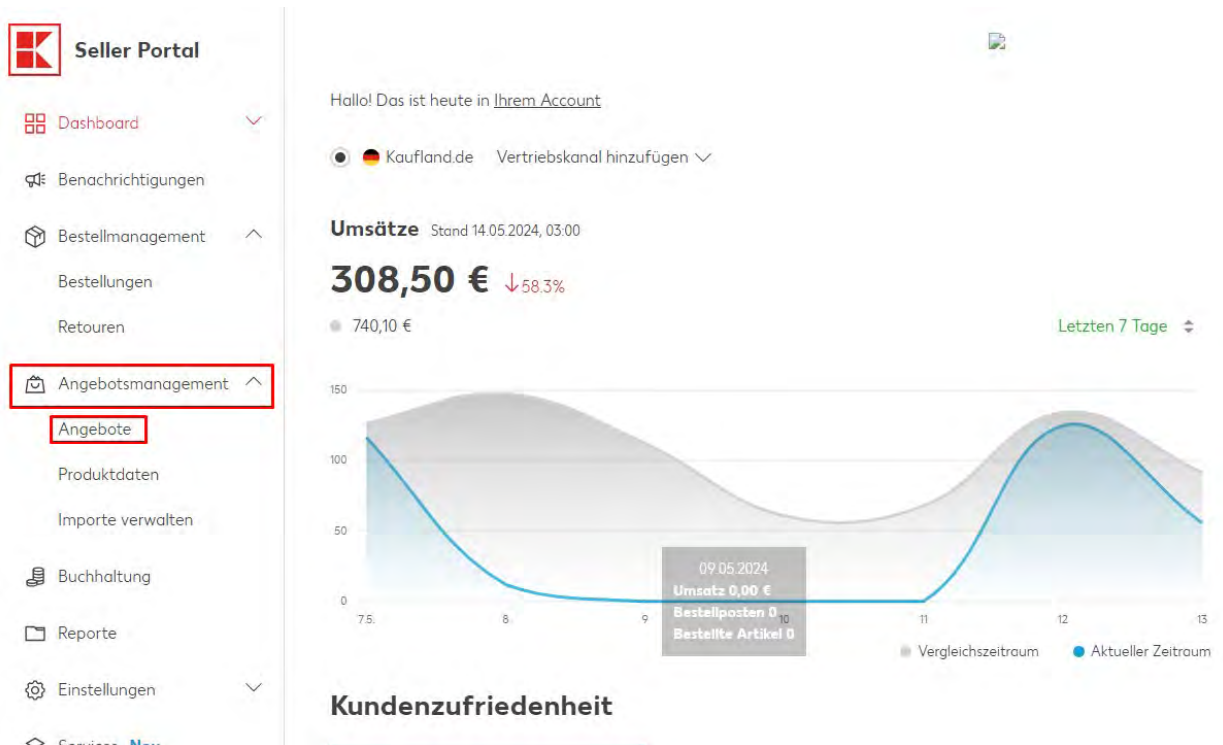 Seller Portal
Dashboard
Benachrichtigungen
Bestellmanagement
Bestellungen
Retouren
Angebotsmanagement
Angebote
Produktdaten
Importe verwalten
Buchhaltung
Reporte
Einstellungen
Services Neu
Hallo! Das ist heute in Ihrem Account
Kaufland.de Vertriebskanal hinzufügen
Umsätze Stand 14.05.2024, 03:00
308,50 € ↓58.3%
740,10 €
Letzten 7 Tage
150
100
50
0
7.5. 8. 9 10 11 12 13
09.05.2024
Umsatz 0,00 €
Bestellposten 0
Bestellte Artikel 0
Vergleichszeitraum Aktueller Zeitraum
Kundenzufriedenheit